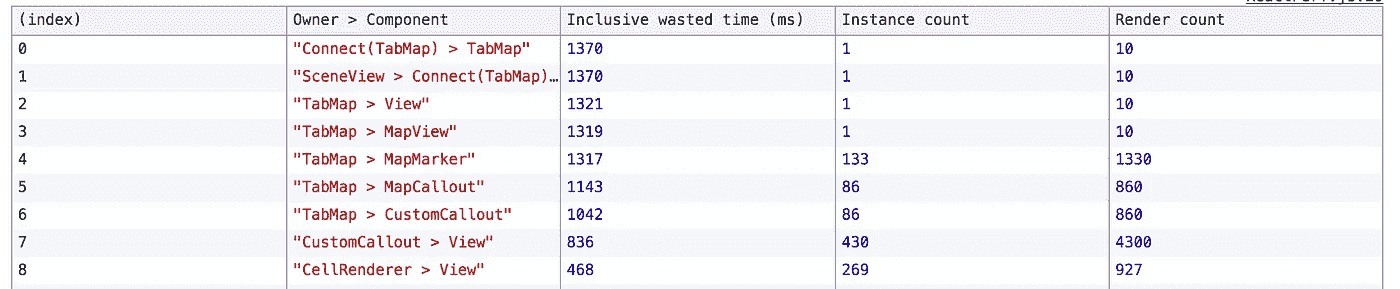 (index) Owner > Component Inclusive wasted time (ms) Instance count Render count
0 "Connect(TabMap) > TabMap" 1370 1 10
1 "SceneView > Connect(TabMap)… 1370 1 10
2 "TabMap > View" 1321 1 10
3 "TabMap > MapView" 1319 1 10
4 "TabMap > MapMarker" 1317 133 1330
5 "TabMap > MapCallout" 1143 86 860
6 "TabMap > CustomCallout" 1042 86 860
7 "CustomCallout > View" 836 430 4300
8 "CellRenderer > View" 468 269 927